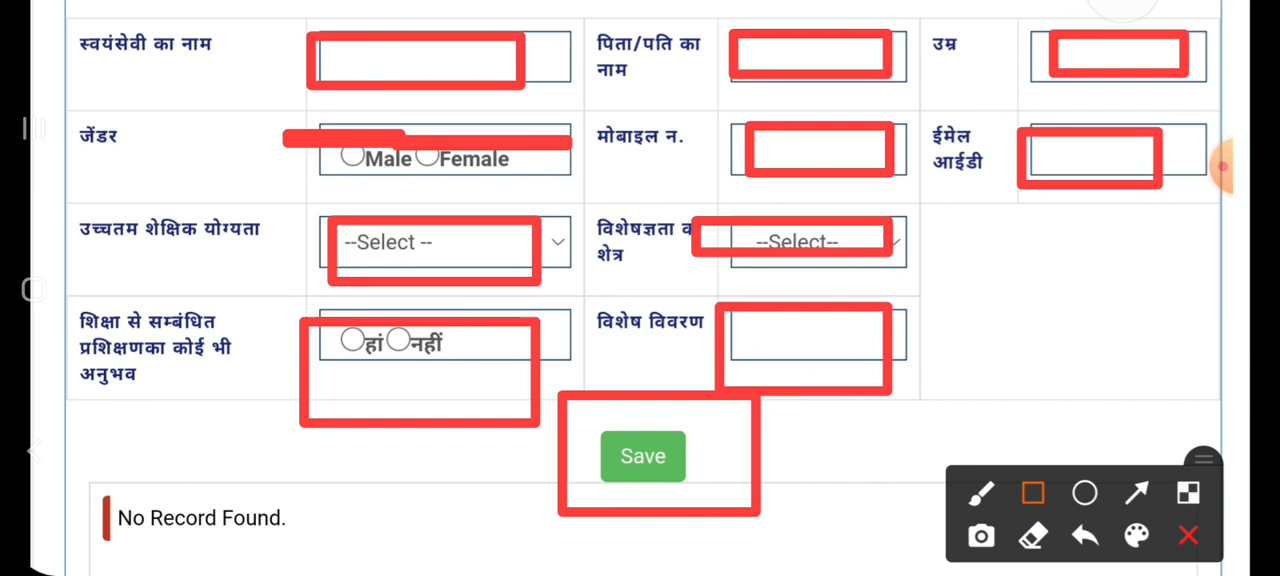 स्वयंसेवी का नाम
पिता/पति का
नाम
उम्र
जेंडर
Male Female
मोबाइल न.
ईमेल
आईडी
उच्चतम शेक्षिक योग्यता
--Select --
विशेषज्ञता
शेत्र
--Select--
शिक्षा से सम्बंधित
प्रशिक्षणका कोई भी
अनुभव
हां नहीं
विशेष विवरण
Save
No Record Found.